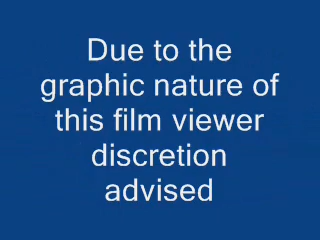 Due to the
graphic nature of
this film viewer
discretion
advised